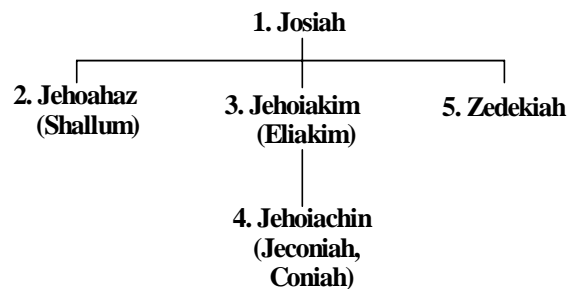 1. Josiah
2. Jehoahaz
(Shallum)
3. Jehoiakim
(Eliakim)
5. Zedekiah
4. Jehoiachin
(Jeconiah,
Coniah)